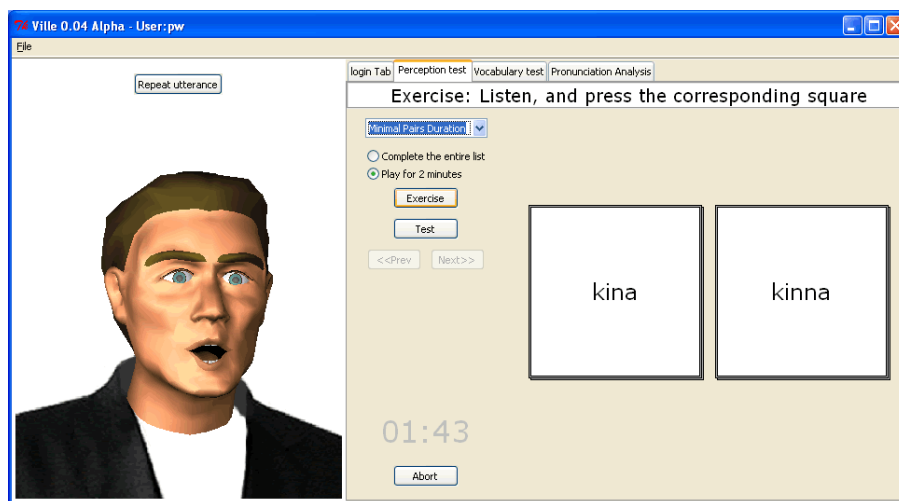 Ville 0.04 Alpha - User:pw
File
Repeat utterance
login Tab Perception test Vocabulary test Pronunciation Analysis
Exercise: Listen, and press the corresponding square
Minimal Pairs Duration
Complete the entire list
Play for 2 minutes
Exercise
Test
<<Prev Next>>
kina kinna
01:43
Abort